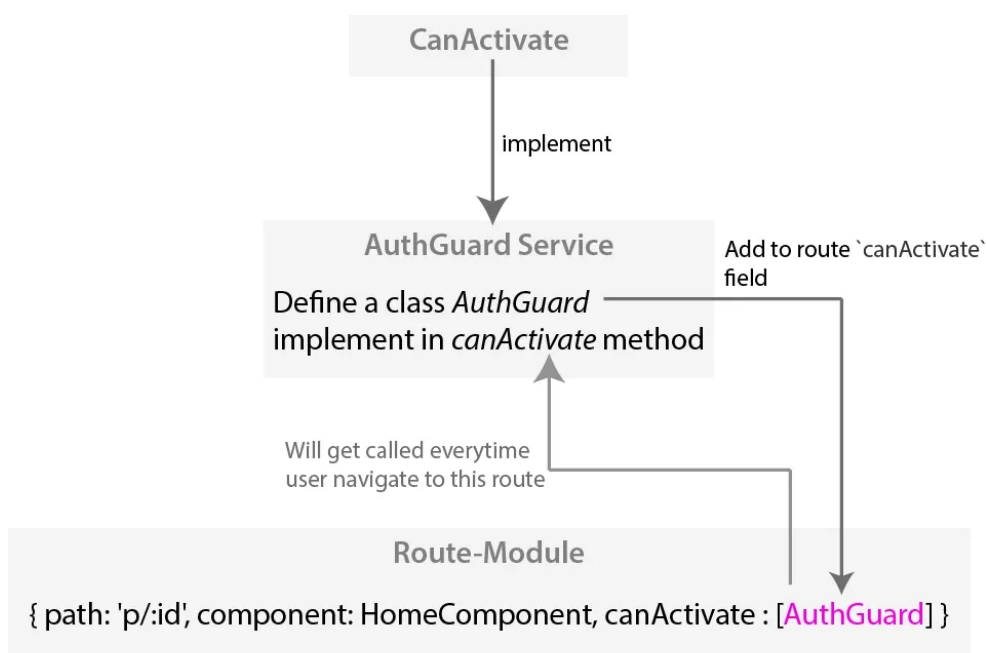 CanActivate
implement
AuthGuard Service
Define a class AuthGuard
implement in canActivate method
Add to route `canActivate`
field
Will get called everytime
user navigate to this route
Route-Module
{ path: 'p/:id', component: HomeComponent, canActivate : [AuthGuard] }